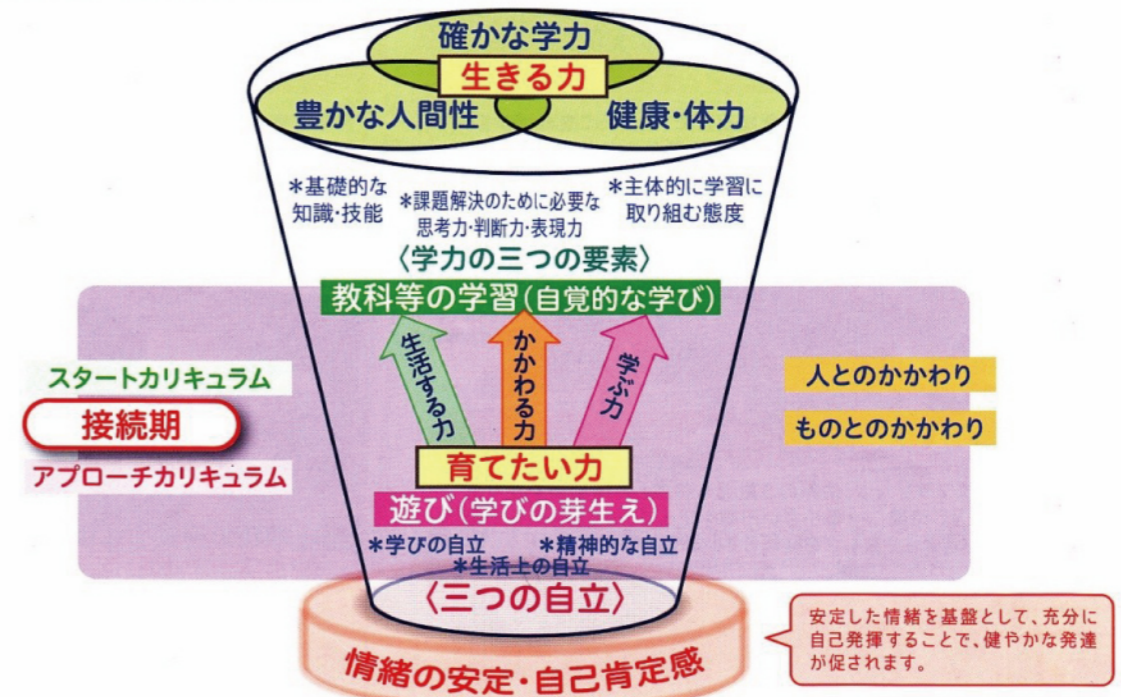 確かな学力
生きる力
豊かな人間性
健康・体力
＊基礎的な
知識・技能
＊課題解決のために必要な
思考力・判断力・表現力
＊主体的に学習に
取り組む態度
〈学力の三つの要素〉
教科等の学習(自覚的な学び)
生活する力
かかわる力
学ぶ力
スタートカリキュラム
接続期
アプローチカリキュラム
人とのかかわり
ものとのかかわり
育てたい力
遊び(学びの芽生え)
＊学びの自立
＊精神的な自立
＊生活上の自立
〈三つの自立〉
情緒の安定・自己肯定感
安定した情緒を基盤として、充分に
自己発揮することで、健やかな発達
が促されます。